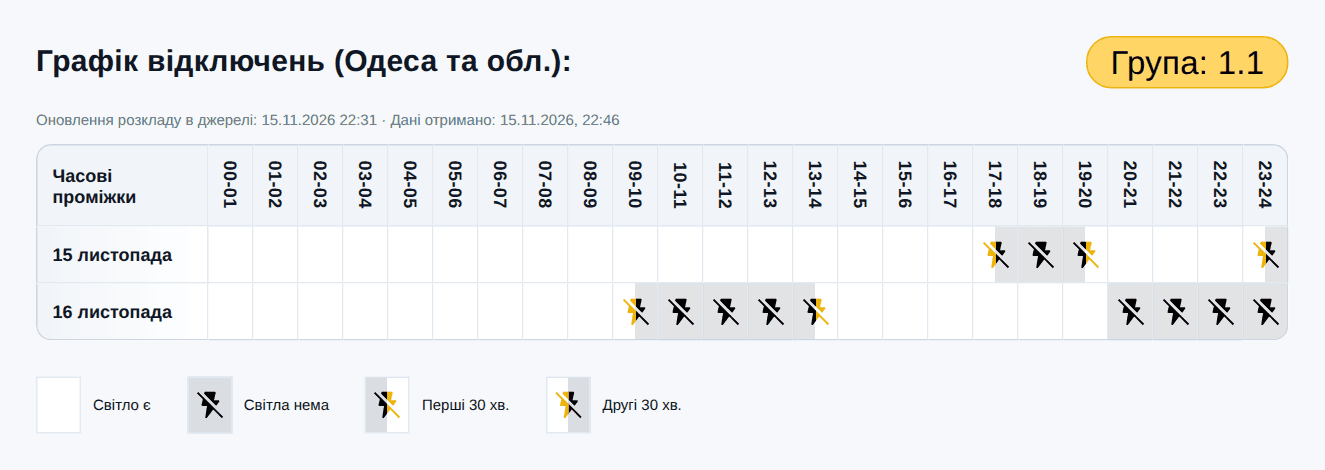 Графік відключень (Одеса та обл.):
Група: 1.1
Оновлення розкладу в джерелі: 15.11.2026 22:31 · Дані отримано: 15.11.2026, 22:46
Часові
проміжки
00-01
01-02
02-03
03-04
04-05
05-06
06-07
07-08
08-09
09-10
10-11
11-12
12-13
13-14
14-15
15-16
16-17
17-18
18-19
19-20
20-21
21-22
22-23
23-24
15 листопада
16 листопада
Світло є
Світла нема
Перші 30 хв.
Другі 30 хв.